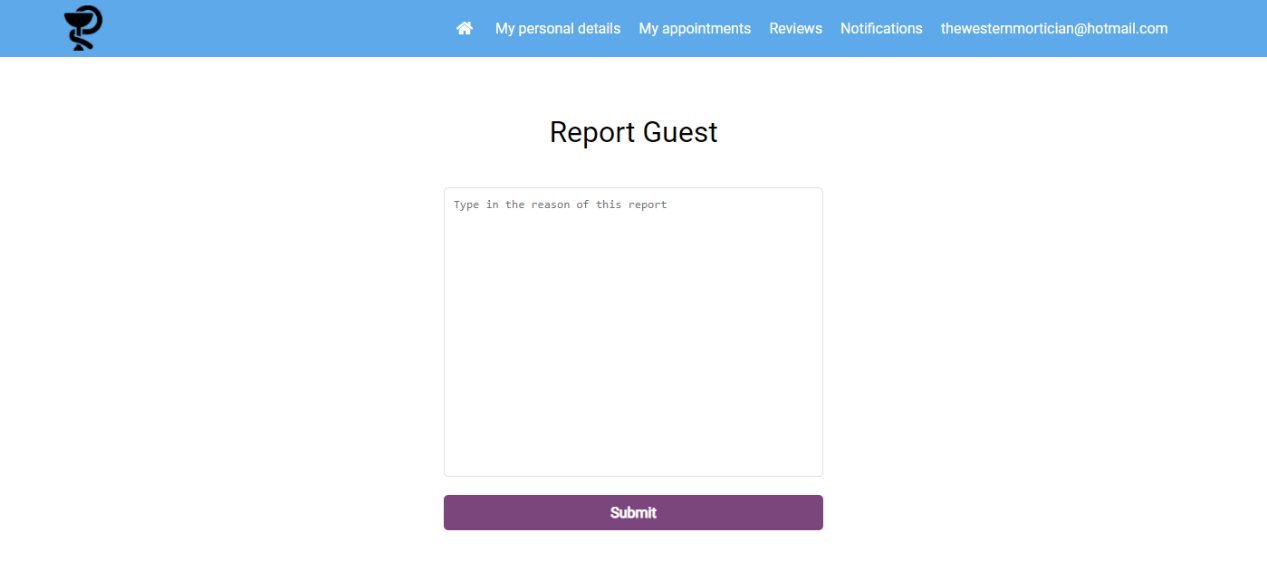 My personal details My appointments Reviews Notifications thewesternmortician@hotmail.com
Report Guest
Type in the reason of this report
Submit